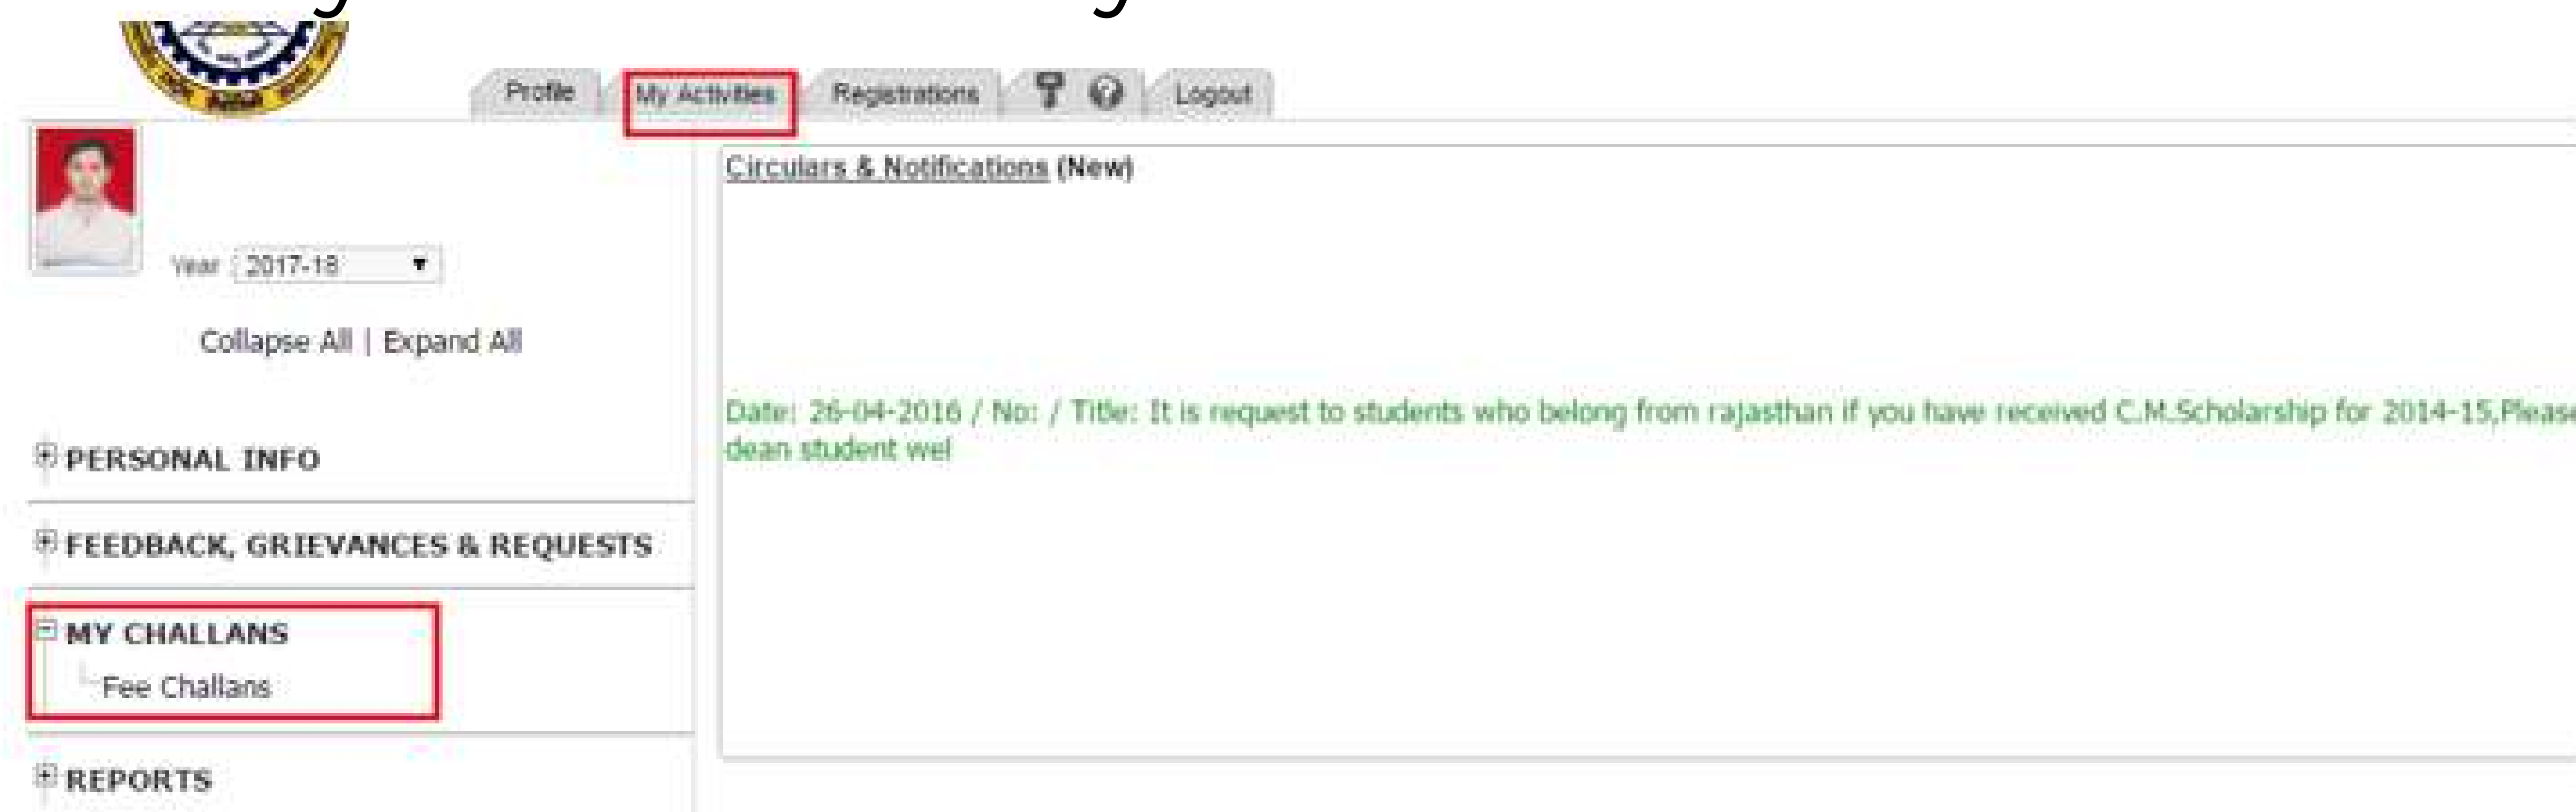 Profile
My Activities
Registrations
Logout
Circulars & Notifications (New)
Year : 2017-18
Collapse All | Expand All
Date: 26-04-2016 / No: / Title: It is request to students who belong from rajasthan if you have received C.M.Scholarship for 2014-15,Pleas
dean student wel
PERSONAL INFO
FEEDBACK, GRIEVANCES & REQUESTS
MY CHALLANS
Fee Challans
REPORTS